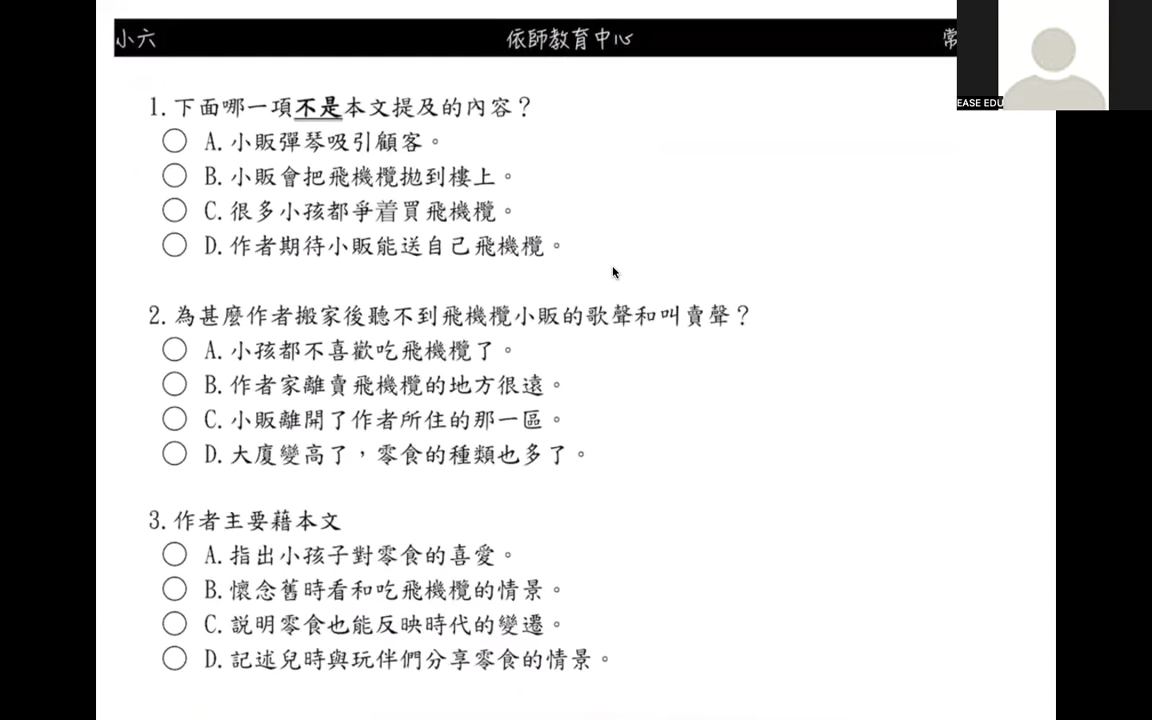 小六 依師教育中心 常
EASE EDU
1.下面哪一項不是本文提及的內容？
A.小販彈琴吸引顧客。
B.小販會把飛機欖拋到樓上。
C.很多小孩都爭着買飛機欖。
D.作者期待小販能送自己飛機欖。
2.為甚麼作者搬家後聽不到飛機欖小販的歌聲和叫賣聲？
A.小孩都不喜歡吃飛機欖了。
B.作者家離賣飛機欖的地方很遠。
C.小販離開了作者所住的那一區。
D.大廈變高了，零食的種類也多了。
3.作者主要藉本文
A.指出小孩子對零食的喜愛。
B.懷念舊時看和吃飛機欖的情景。
C.説明零食也能反映時代的變遷。
D.記述兒時與玩伴們分享零食的情景。